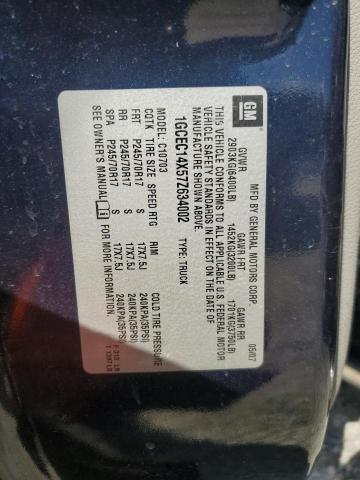 GM
MFD BY GENERAL MOTORS CORP. 05/07
GVWR GAWR FRT GAWR RR
2903KG(6400LB) 1452KG(3200LB) 1701KG(3750LB)
THIS VEHICLE CONFORMS TO ALL APPLICABLE U.S. FEDERAL MOTOR
VEHICLE SAFETY STANDARDS IN EFFECT ON THE DATE OF
MANUFACTURE SHOWN ABOVE.
1GCEC14X57Z634002 TYPE: TRUCK
MODEL: C10703
CQTK TIRE SIZE SPEED RTG RIM COLD TIRE PRESSURE
FRT P245/70R17 S 17X7.5J 240KPA(35PSI)
RR P245/70R17 S 17X7.5J 240KPA(35PSI)
SPA P245/70R17 S 17X7.5J 240KPA(35PSI)
SEE OWNER'S MANUAL FOR MORE INFORMATION.